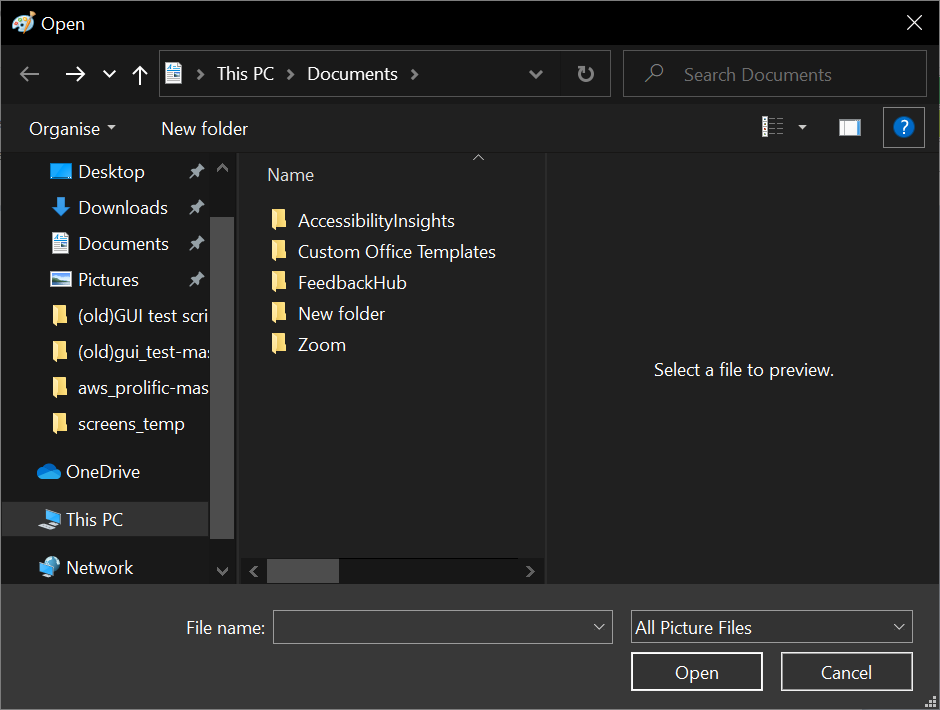 Open
This PC
Documents
Search Documents
Organise
New folder
?
Desktop
Downloads
Documents
Pictures
(old)GUI test scri
(old)gui_test-mas
aws_prolific-mas
screens_temp
OneDrive
This PC
Network
Name
AccessibilityInsights
Custom Office Templates
FeedbackHub
New folder
Zoom
Select a file to preview.
File name:
All Picture Files
Open
Cancel